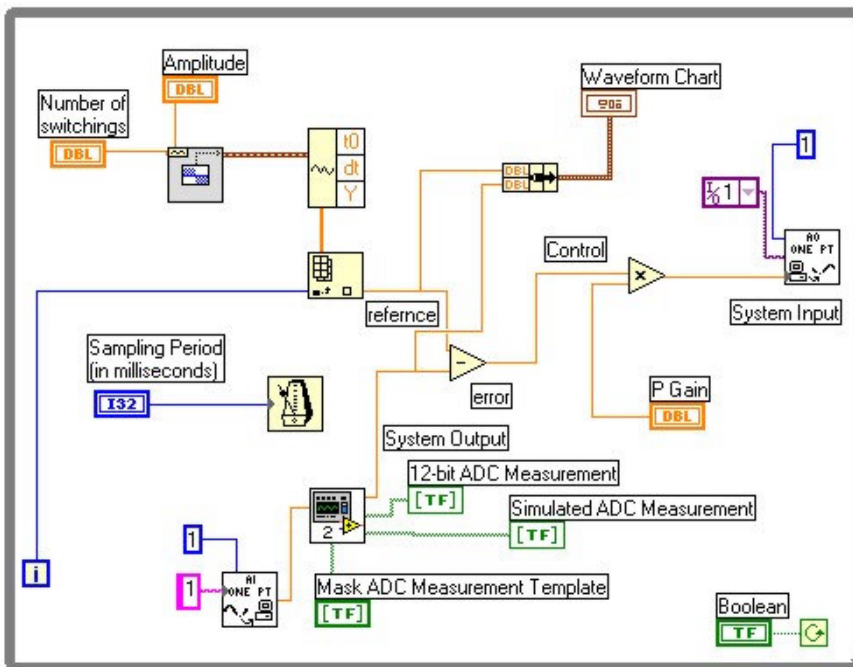 Amplitude
DBL
Number of
switchings
DBL
t0
dt
Y
Waveform Chart
DBL
DBL
1
I/O 1
AO
ONE PT
Control
System Input
refernce
Sampling Period
(in milliseconds)
I32
error
P Gain
DBL
System Output
12-bit ADC Measurement
[TF]
Simulated ADC Measurement
[TF]
2
1
i
1
AI
ONE PT
Mask ADC Measurement Template
[TF]
Boolean
TF